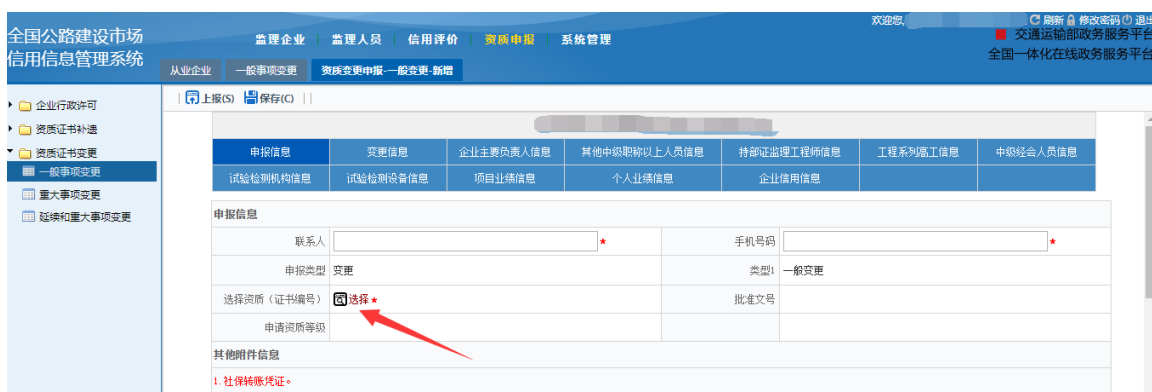 欢迎您, 刷新 修改密码 退出
全国公路建设市场
信用信息管理系统
监理企业 监理人员 信用评价 资质申报 系统管理
交通运输部政务服务平台
全国一体化在线政务服务平台
从业企业 一般事项变更 资质变更申报-一般变更-新增
上报(S) 保存(C)
企业行政许可
资质证书补遗
资质证书变更
一般事项变更
重大事项变更
延续和重大事项变更
申报信息 变更信息 企业主要负责人信息 其他中级职称以上人员信息 持部证监理工程师信息 工程系列高工信息 中级经会人员信息
试验检测机构信息 试验检测设备信息 项目业绩信息 个人业绩信息 企业信用信息
申报信息
联系人 * 手机号码 *
申报类型 变更 类型1 一般变更
选择资质（证书编号） 选择 * 批准文号
申请资质等级
其他附件信息
1. 社保转账凭证。